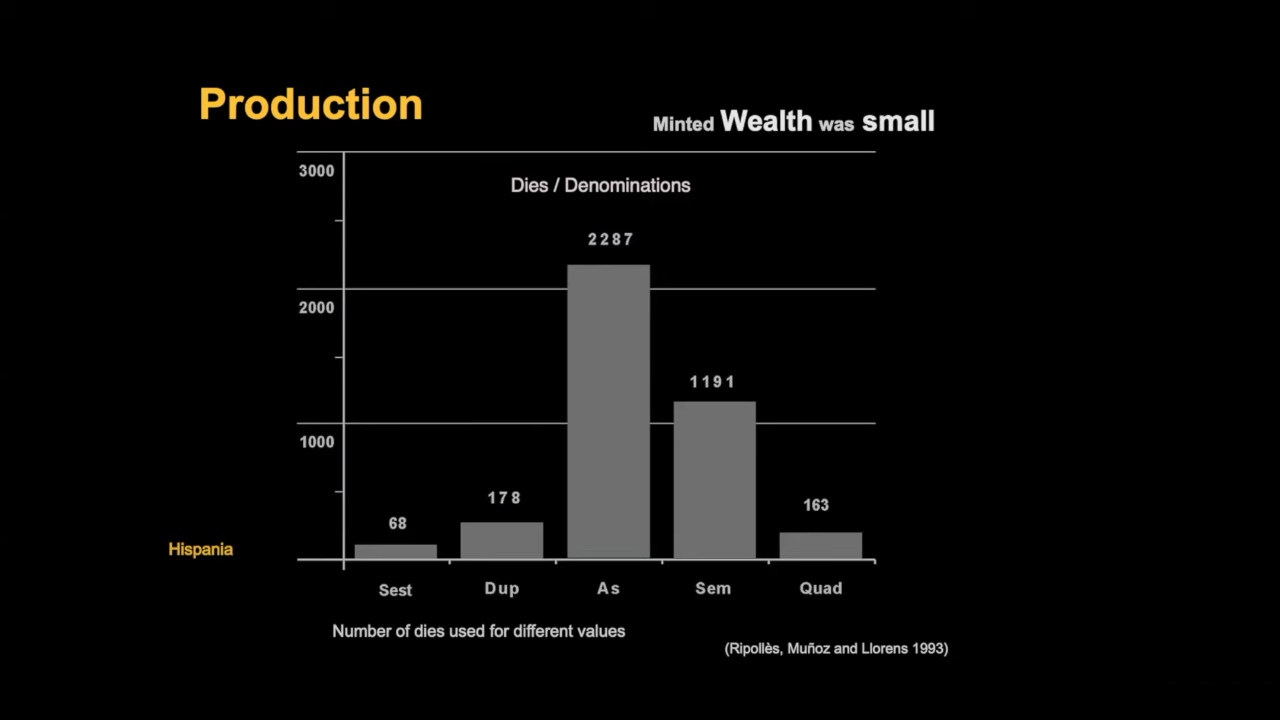 Production
Minted Wealth was small
3000
Dies / Denominations
2287
2000
1191
1000
178
163
68
Hispania
Sest Dup As Sem Quad
Number of dies used for different values
(Ripollès, Muñoz and Llorens 1993)